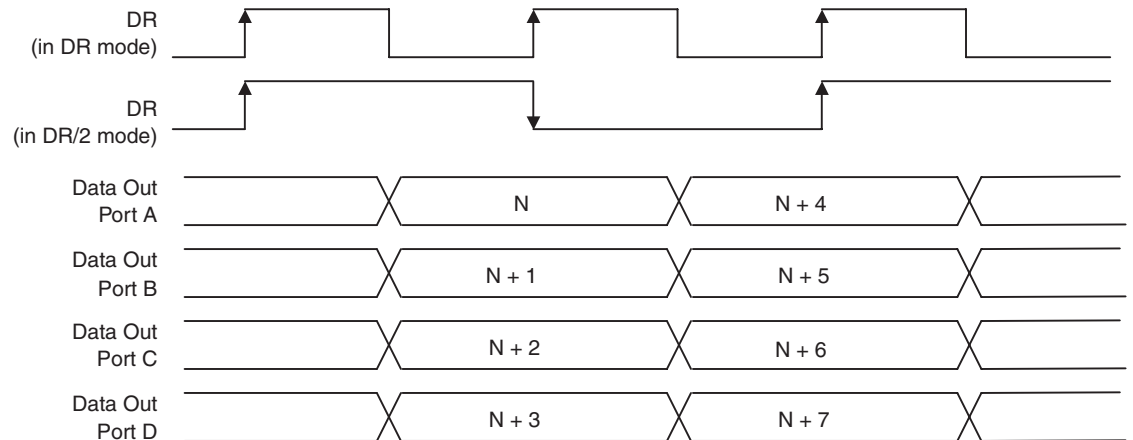 DR
(in DR mode)
DR
(in DR/2 mode)
Data Out
Port A
N
N + 4
Data Out
Port B
N + 1
N + 5
Data Out
Port C
N + 2
N + 6
Data Out
Port D
N + 3
N + 7